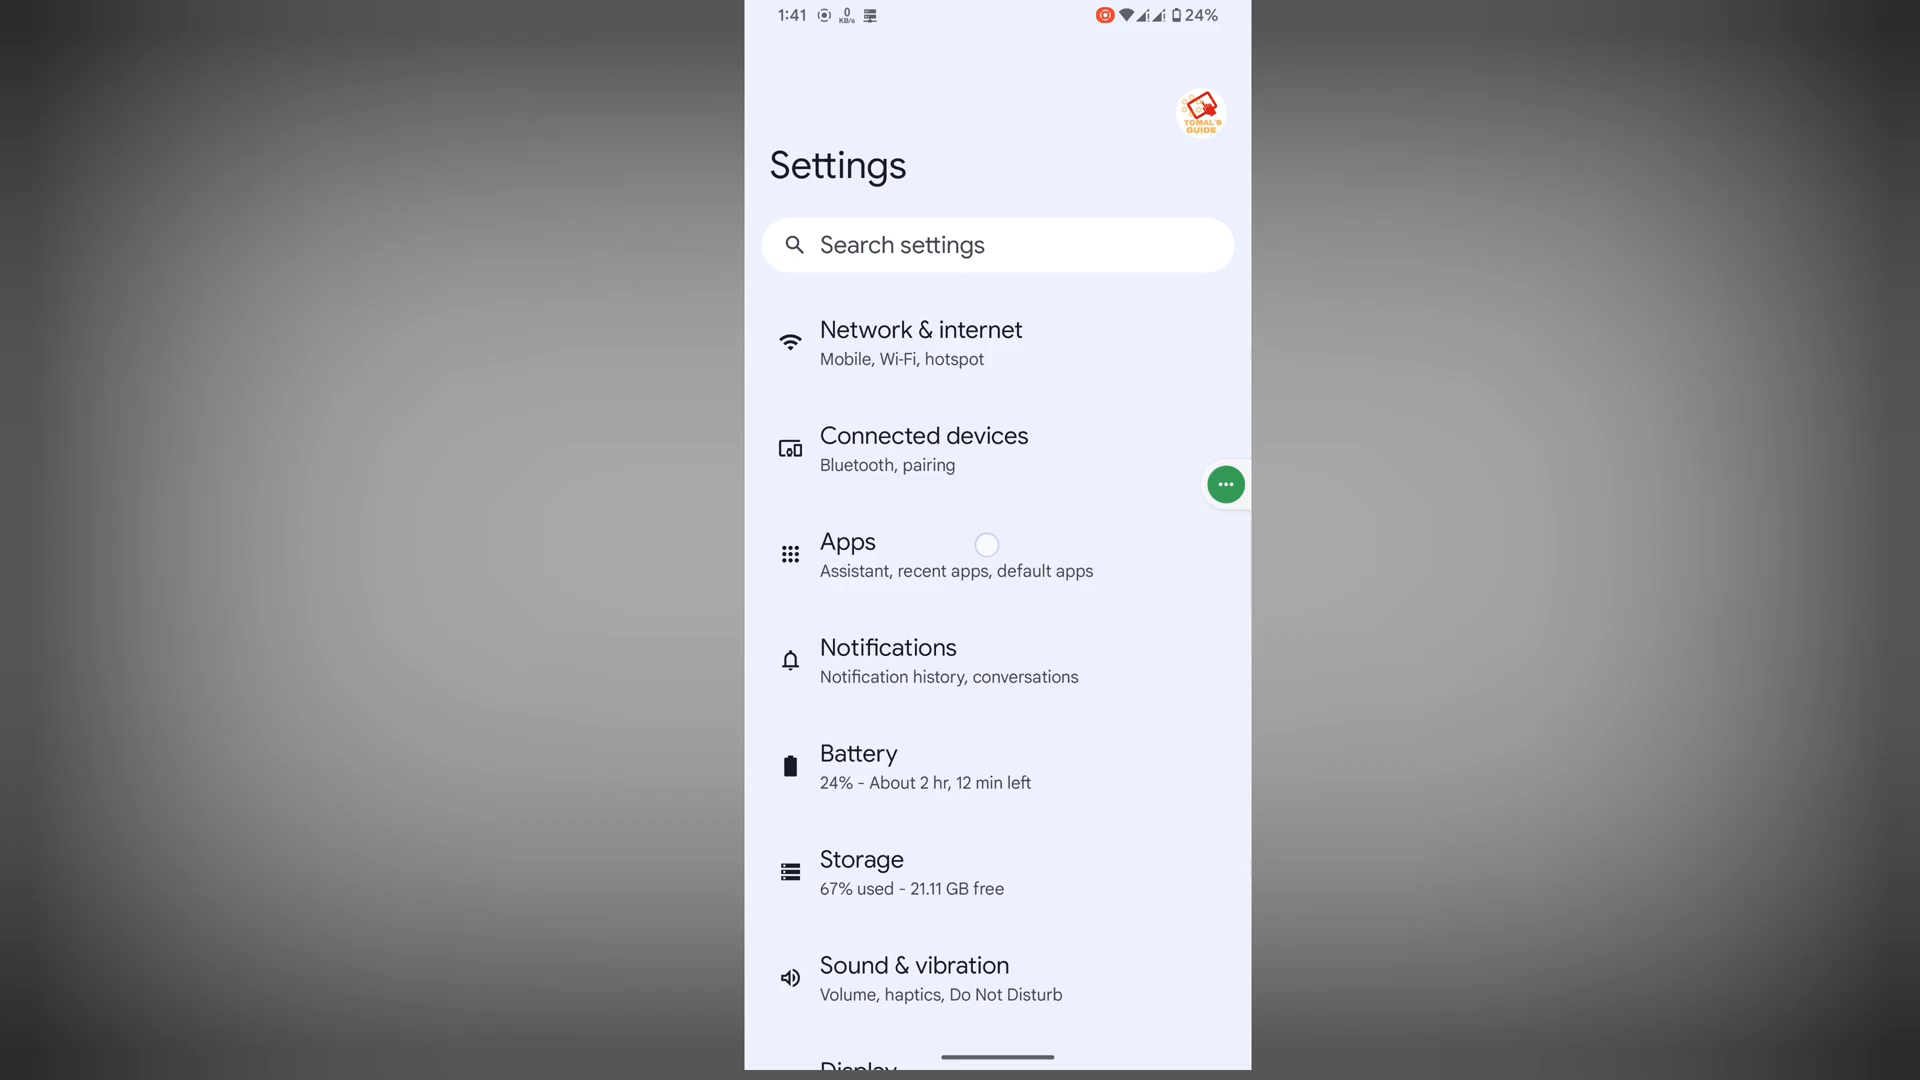 1:41 0 KB/s 24%
TOMAL'S
GUIDE
Settings
Search settings
Network & internet
Mobile, Wi-Fi, hotspot
Connected devices
Bluetooth, pairing
Apps
Assistant, recent apps, default apps
Notifications
Notification history, conversations
Battery
24% - About 2 hr, 12 min left
Storage
67% used - 21.11 GB free
Sound & vibration
Volume, haptics, Do Not Disturb
Display